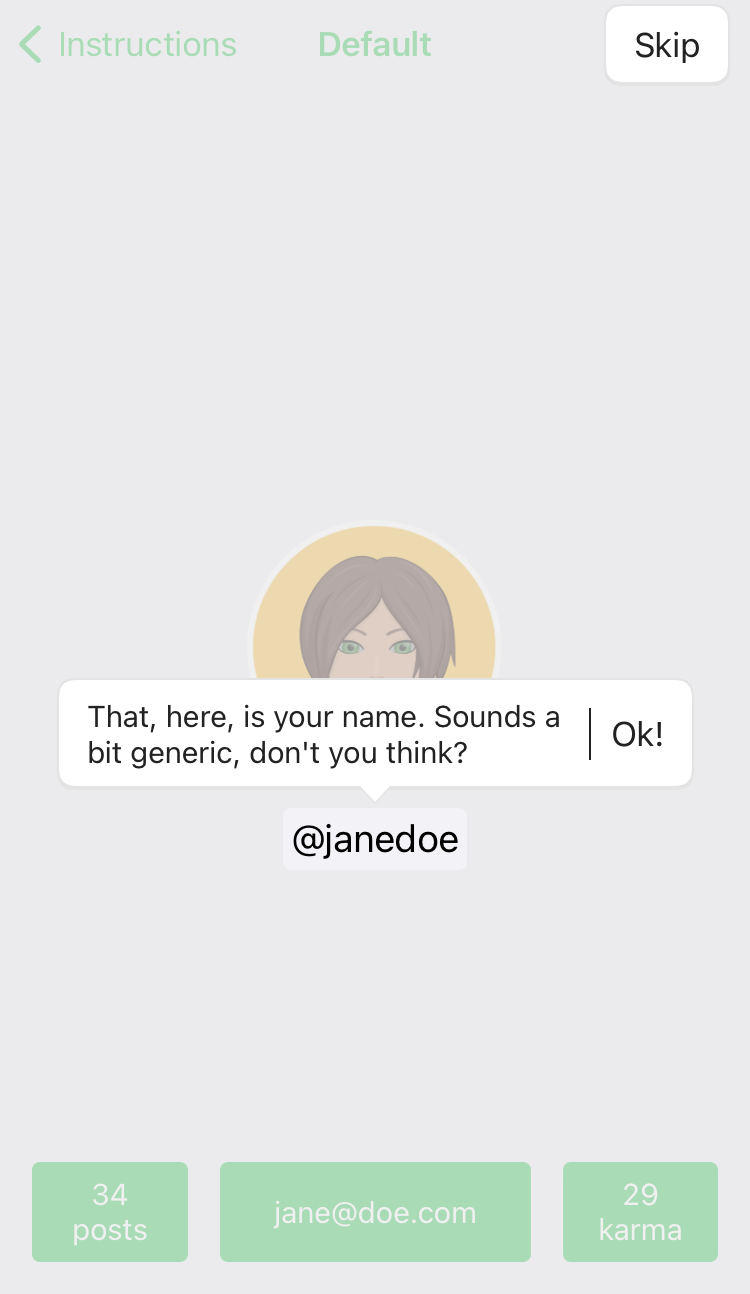 Instructions
Default
Skip
That, here, is your name. Sounds a
bit generic, don't you think?
Ok!
@janedoe
34
posts
jane@doe.com
29
karma